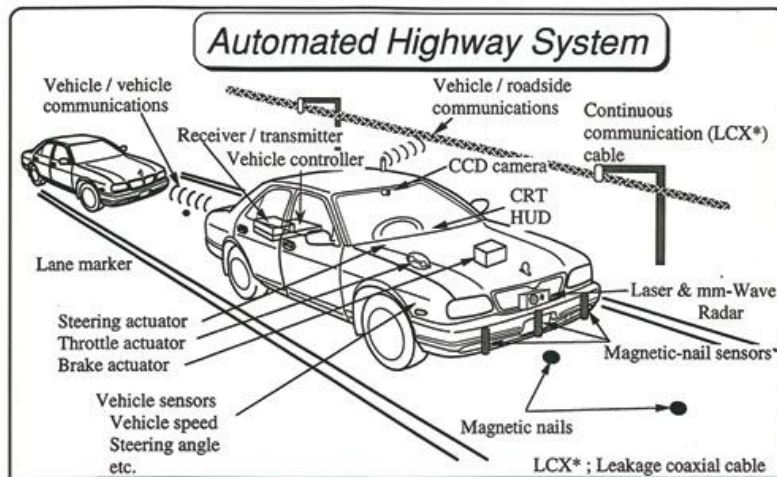 Automated Highway System
Vehicle / vehicle
communications
Vehicle / roadside
communications
Receiver / transmitter
Vehicle controller
Continuous
communication (LCX*)
cable
CCD camera
CRT
HUD
Lane marker
Laser & mm-Wave
Radar
Steering actuator
Throttle actuator
Brake actuator
Magnetic-nail sensors
Vehicle sensors
Vehicle speed
Steering angle
etc.
Magnetic nails
LCX* ; Leakage coaxial cable